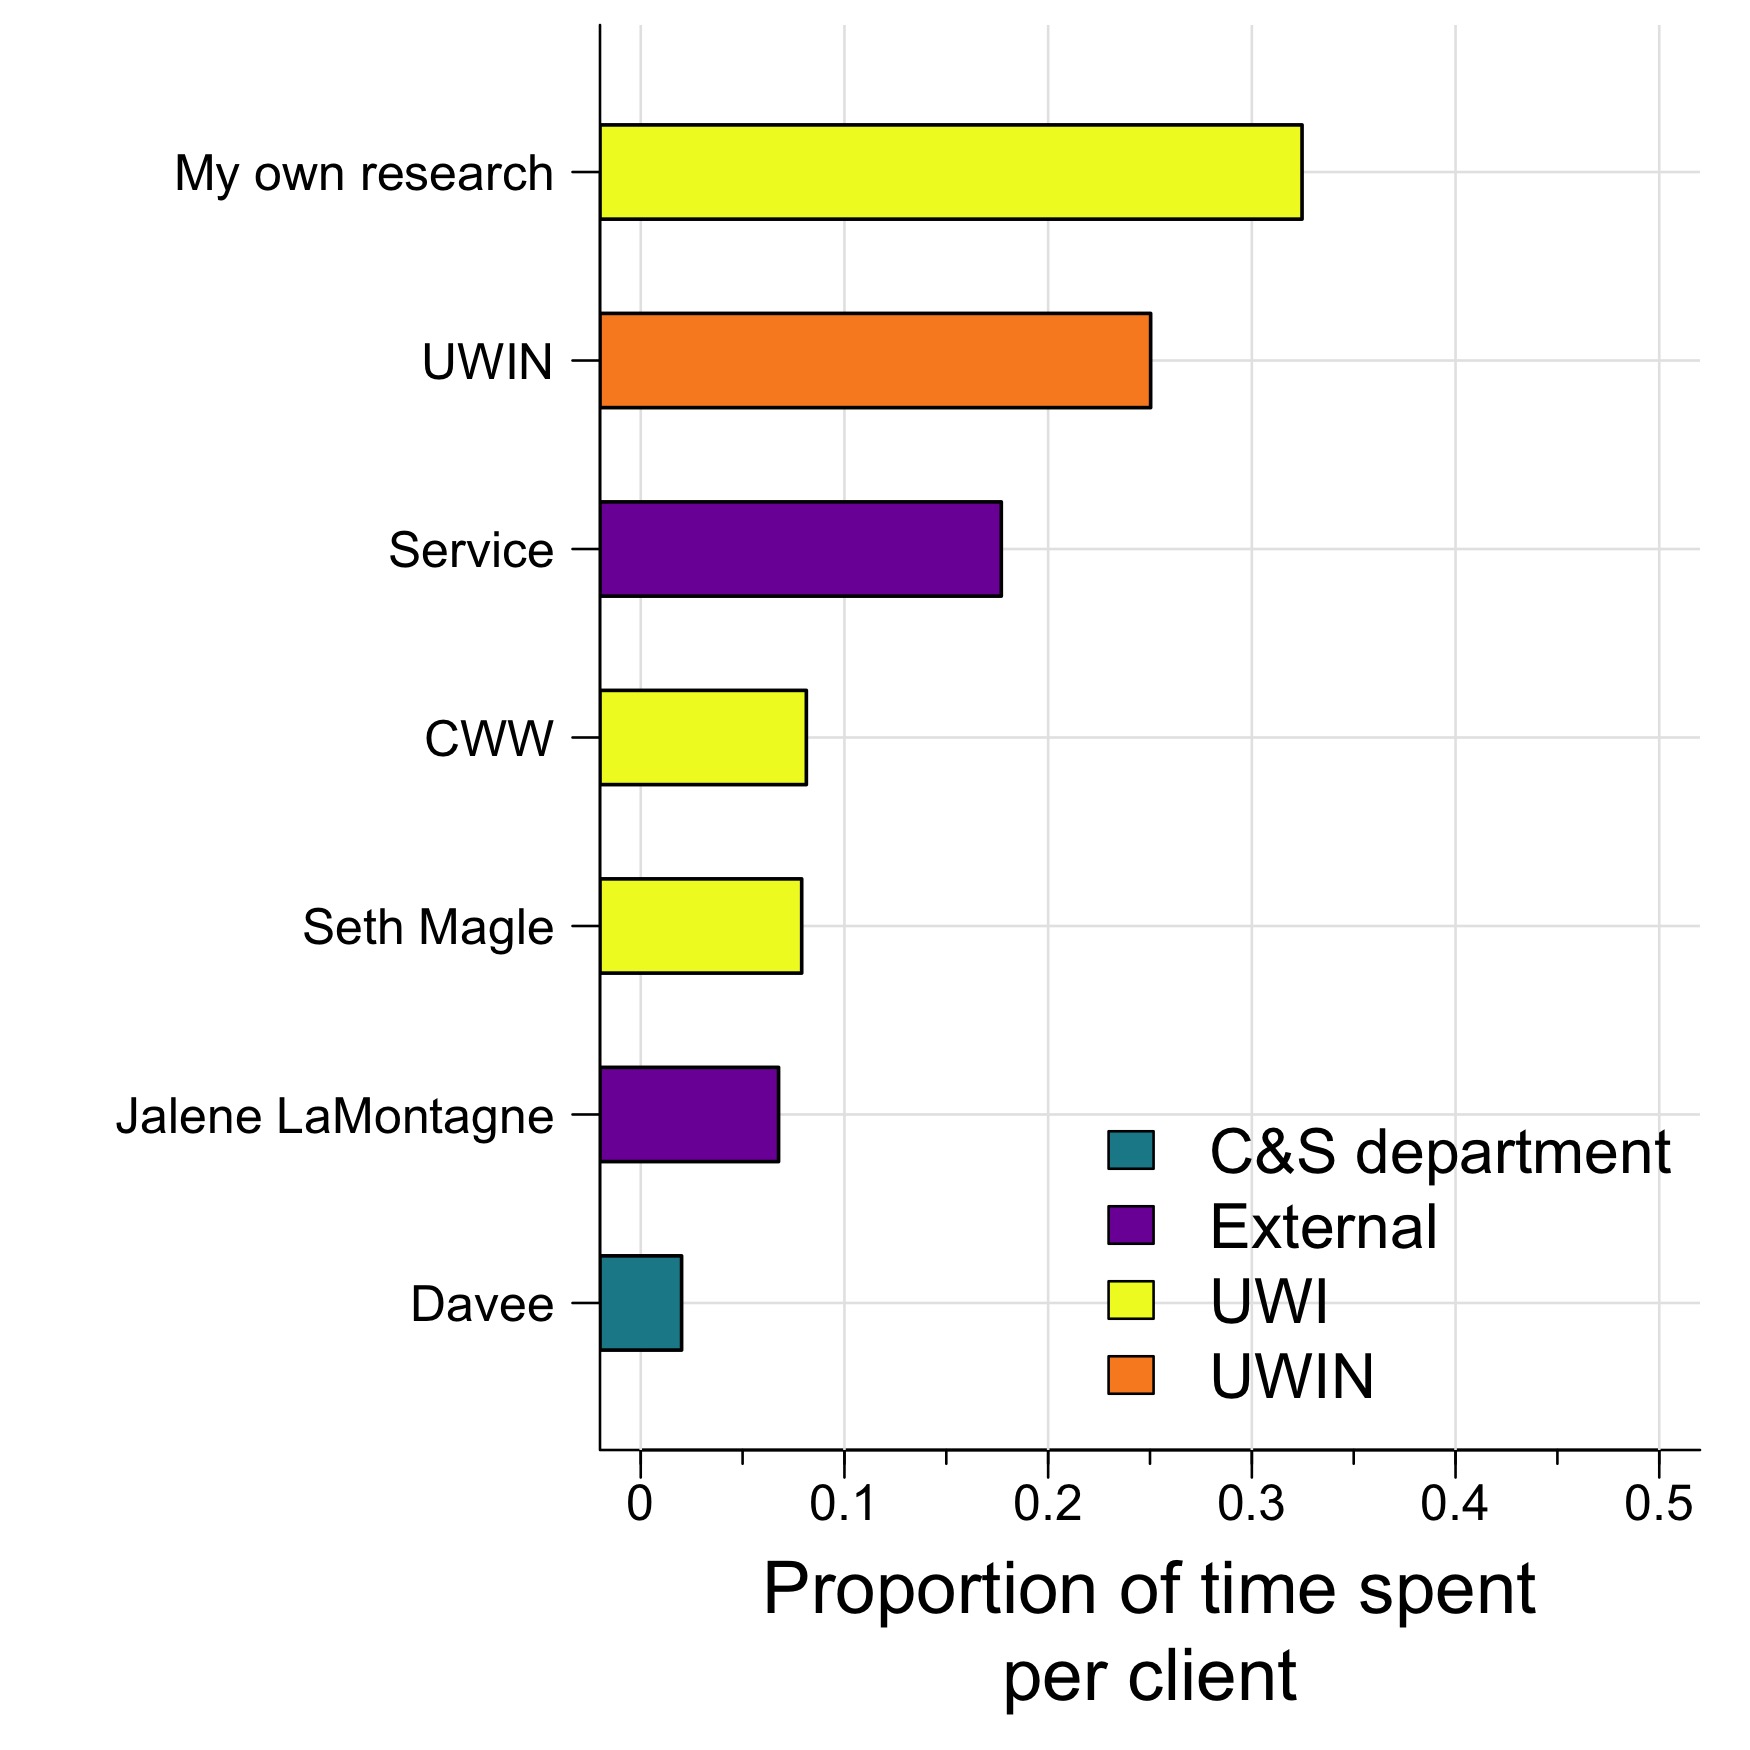 My own research
UWIN
Service
CWW
Seth Magle
Jalene LaMontagne
Davee
C&S department
External
UWI
UWIN
0 0.1 0.2 0.3 0.4 0.5
Proportion of time spent
per client